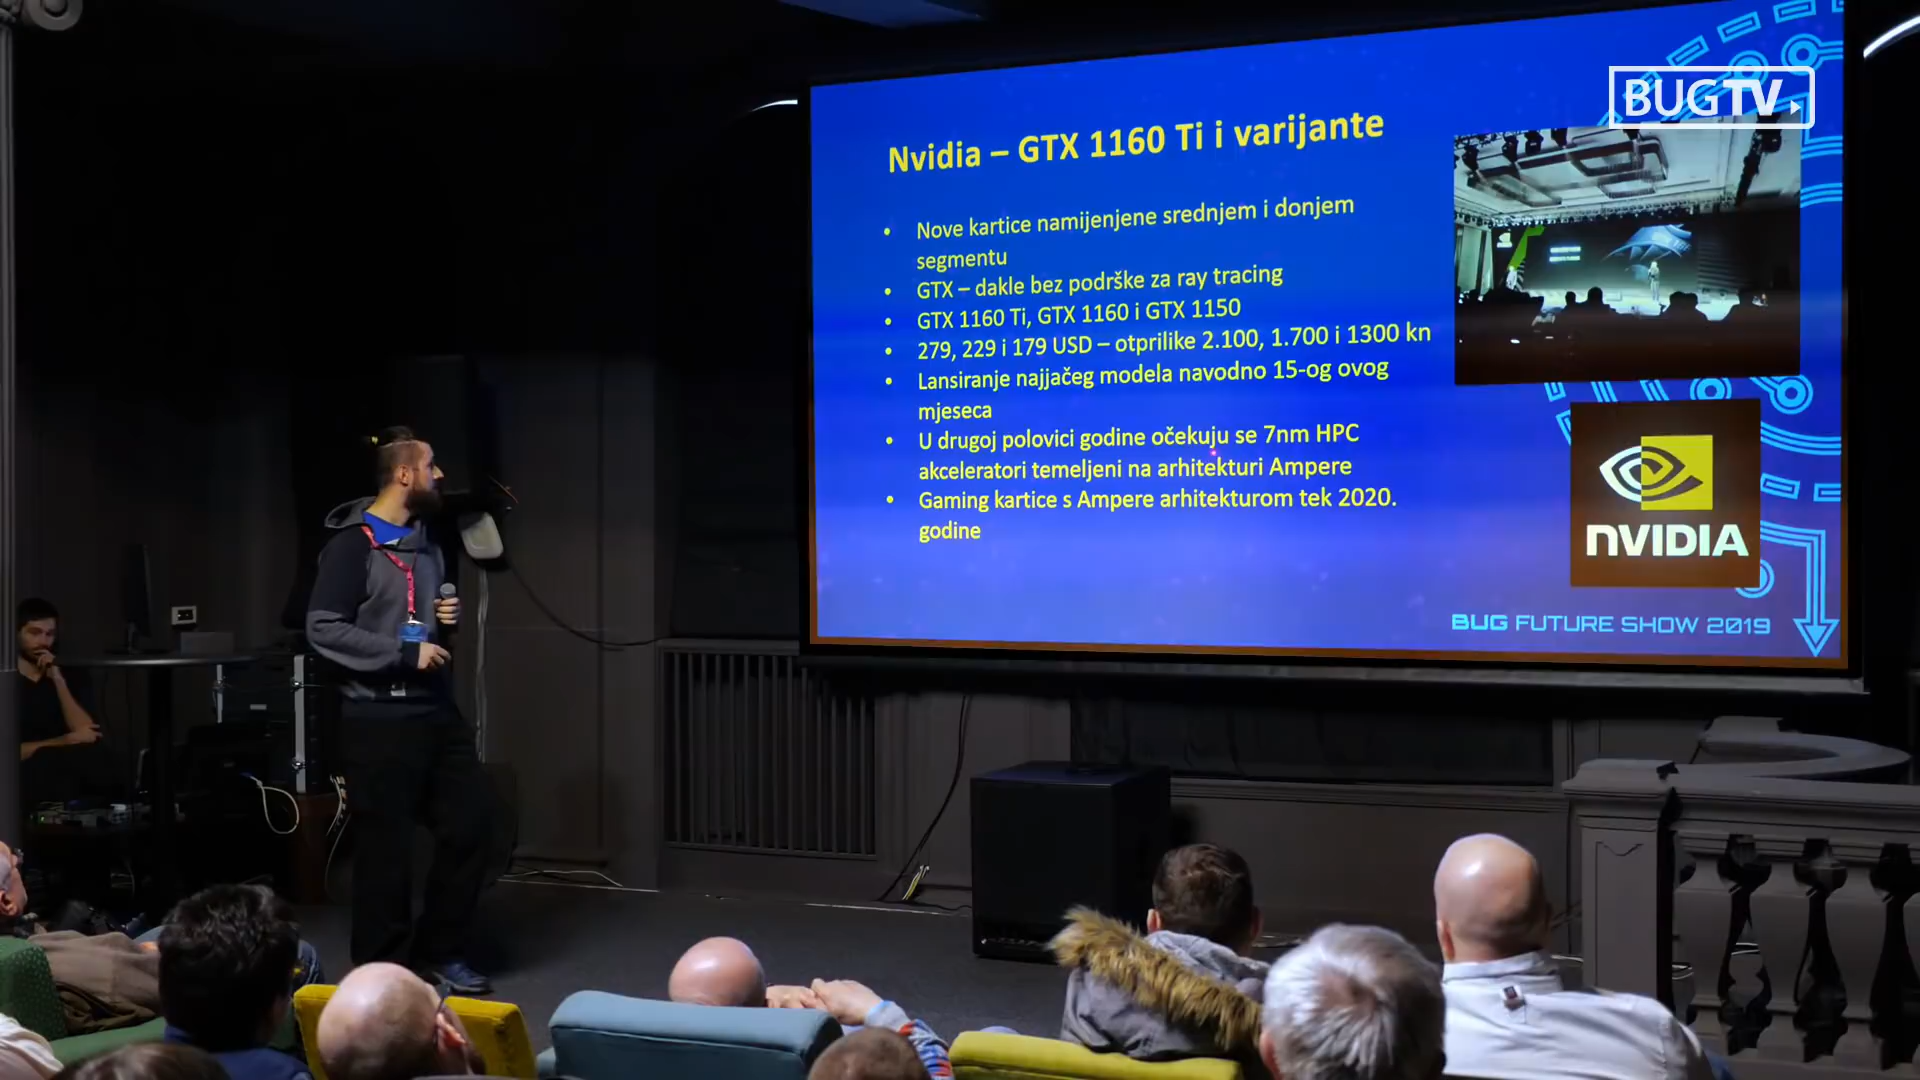 BUGTV
Nvidia – GTX 1160 Ti i varijante
• Nove kartice namijenjene srednjem i donjem
segmentu
• GTX – dakle bez podrške za ray tracing
• GTX 1160 Ti, GTX 1160 i GTX 1150
• 279, 229 i 179 USD – otprilike 2.100, 1.700 i 1300 kn
• Lansiranje najjačeg modela navodno 15-og ovog
mjeseca
• U drugoj polovici godine očekuju se 7nm HPC
akceleratori temeljeni na arhitekturi Ampere
• Gaming kartice s Ampere arhitekturom tek 2020.
godine
NVIDIA
BUG FUTURE SHOW 2019